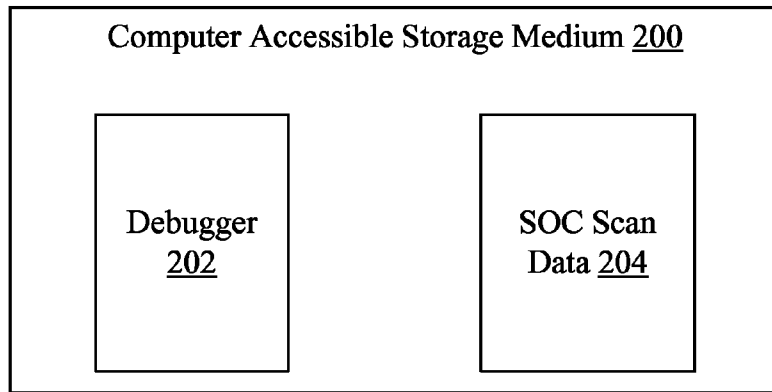 Computer Accessible Storage Medium 200
Debugger
202
SOC Scan
Data 204